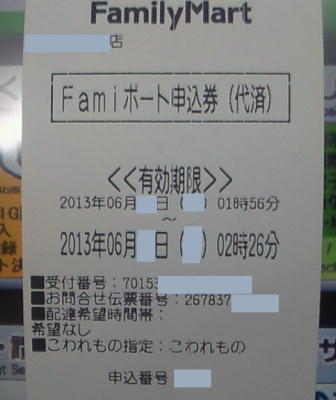 FamilyMart
店
Famiポート申込券(代済)
<<有効期限>>
2013年06月 日( ) 01時56分
~
2013年06月 日( ) 02時26分
■受付番号:70153
■お問合せ伝票番号:267837
■配達希望時間帯:
希望なし
■こわれもの指定:こわれもの
申込番号